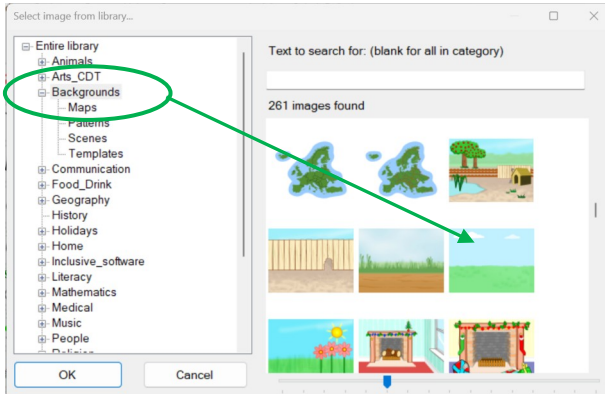 Select image from library...
Entire library
Animals
Arts_CDT
Backgrounds
Maps
Patterns
Scenes
Templates
Communication
Food_Drink
Geography
History
Holidays
Home
Inclusive_software
Literacy
Mathematics
Medical
Music
People
Religion
OK
Cancel
Text to search for: (blank for all in category)
261 images found